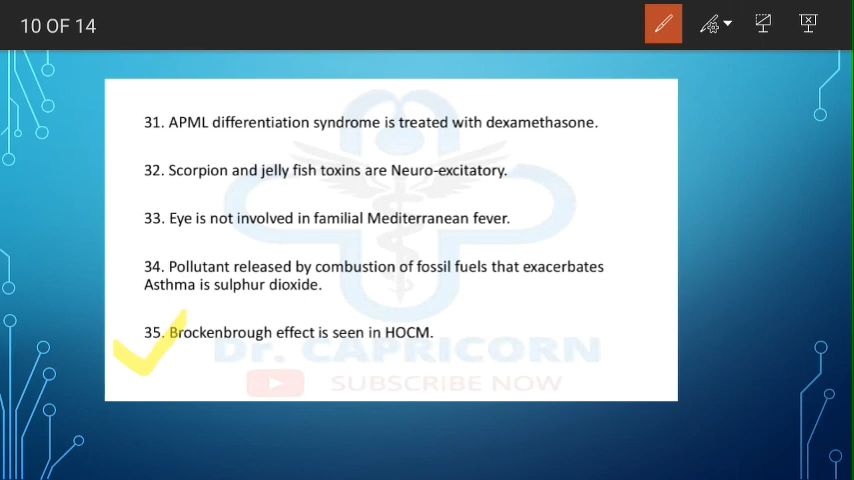 10 OF 14
31. APML differentiation syndrome is treated with dexamethasone.
32. Scorpion and jelly fish toxins are Neuro-excitatory.
33. Eye is not involved in familial Mediterranean fever.
34. Pollutant released by combustion of fossil fuels that exacerbates
Asthma is sulphur dioxide.
35. Brockenbrough effect is seen in HOCM.
Dr. CAPRICORN
SUBSCRIBE NOW